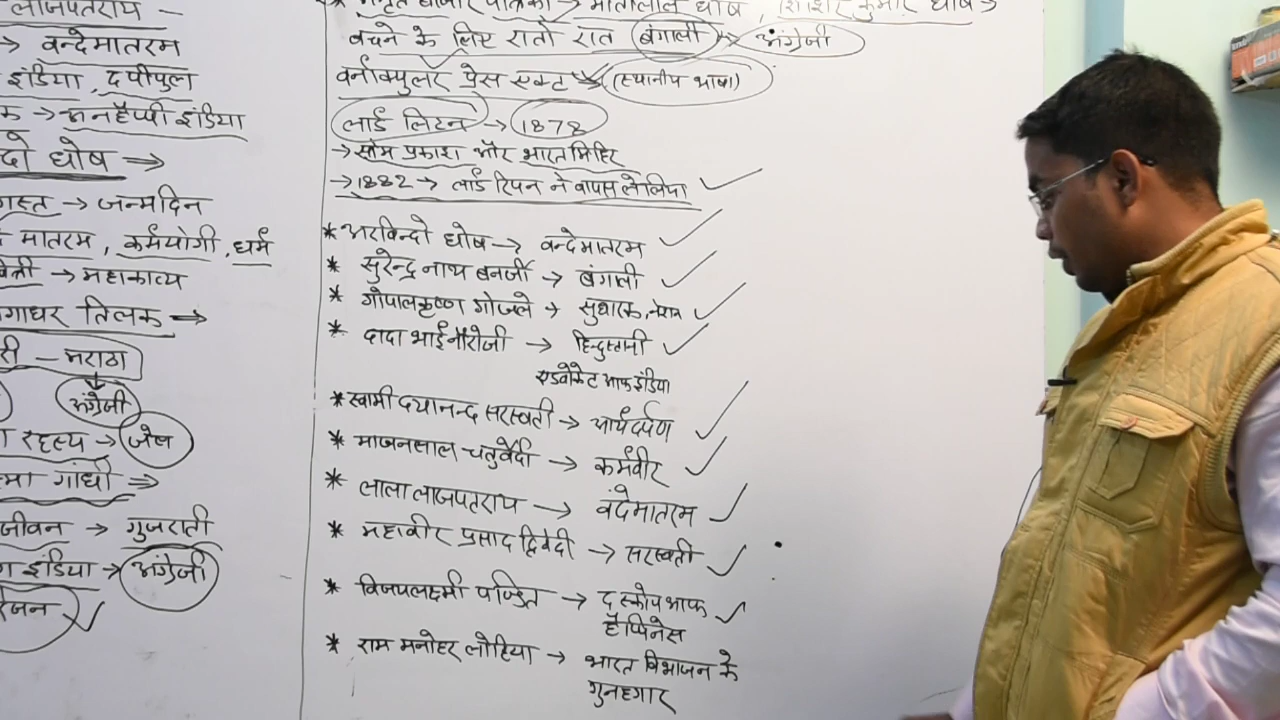 लाजपतराय -
→ वन्देमातरम
इंडिया, द पीपुल
→ अनहैप्पी इंडिया
घोष ⇒
→ जन्मदिन
मातरम, कर्मयोगी, धर्म
→ महाकाव्य
गंगाधर तिलक ⇒
- मराठा
↓
अंग्रेजी
रहस्य → जेल
गांधी ⇒
जीवन → गुजराती
इंडिया → अंग्रेजी
* अमृत बाजार पत्रिका → मोतीलाल घोष, शिशिर कुमार घोष →
बचने के लिए रातो रात बंगाली → अंग्रेजी
वर्नाक्युलर प्रेस एक्ट → (स्थानीय भाषा)
लार्ड लिटन → 1878
→ सोम प्रकाश और भारत मिहिर
→ 1882 → लार्ड रिपन ने वापस ले लिया
* अरविन्दो घोष → वन्देमातरम
* सुरेन्द्र नाथ बनर्जी → बंगाली
* गोपालकृष्ण गोखले → सुधारक, नेशन
* दादा भाई नौरोजी → हिन्दुस्तानी
एडवोकेट आफ इंडिया
* स्वामी दयानन्द सरस्वती → आर्यदर्पण
* माखनलाल चतुर्वेदी → कर्मवीर
* लाला लाजपतराय → वंदेमातरम
* महावीर प्रसाद द्विवेदी → सरस्वती
* विजयलक्ष्मी पण्डित → द स्कोप आफ
हैप्पिनेस
* राम मनोहर लोहिया → भारत विभाजन के
गुनहगार